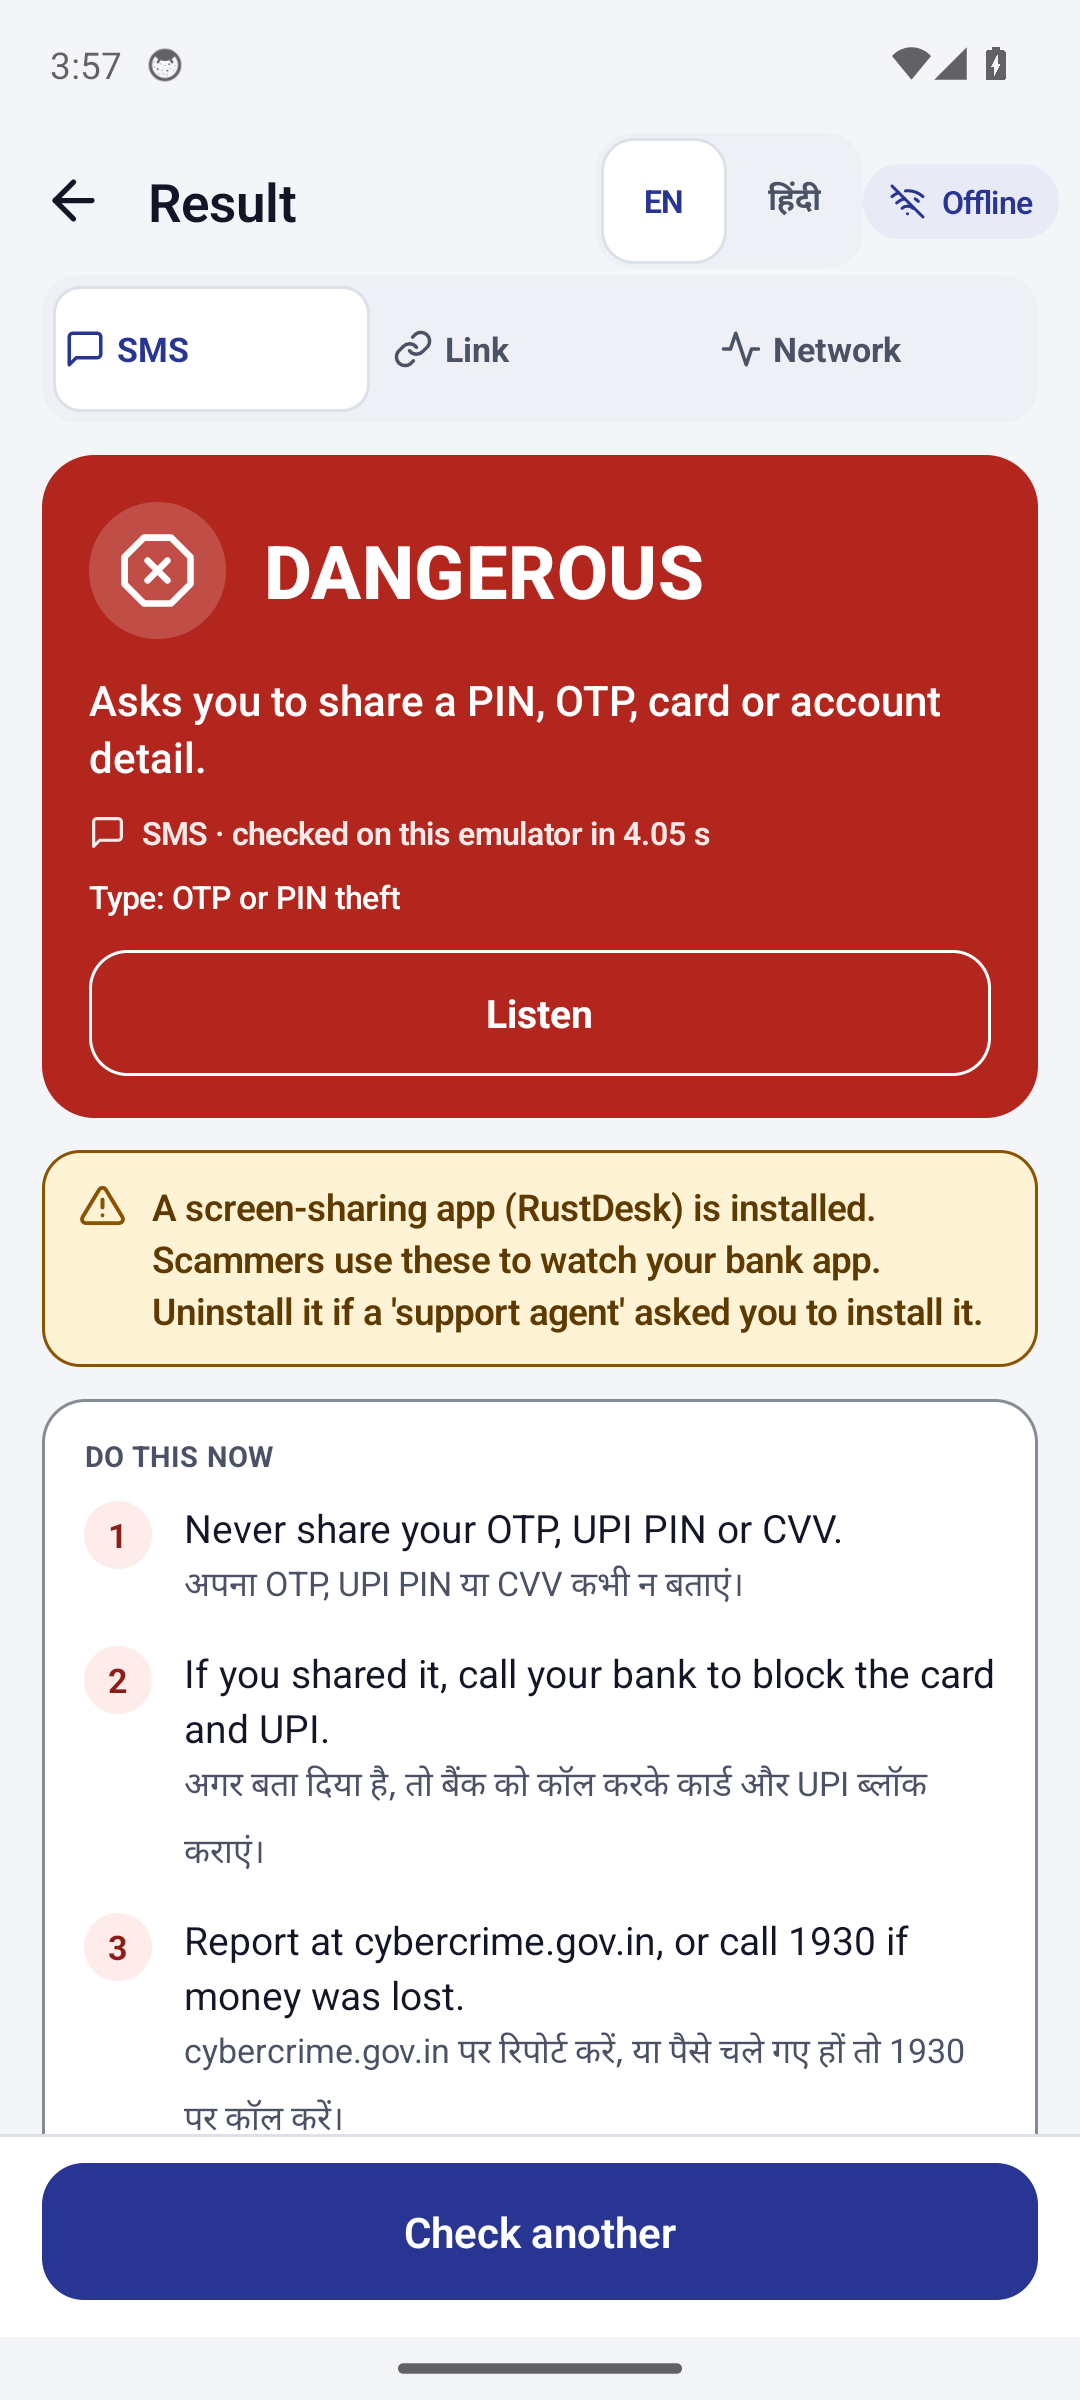 3:57
Result
EN
हिंदी
Offline
SMS
Link
Network
DANGEROUS
Asks you to share a PIN, OTP, card or account
detail.
SMS · checked on this emulator in 4.05 s
Type: OTP or PIN theft
Listen
A screen-sharing app (RustDesk) is installed.
Scammers use these to watch your bank app.
Uninstall it if a 'support agent' asked you to install it.
DO THIS NOW
1
Never share your OTP, UPI PIN or CVV.
अपना OTP, UPI PIN या CVV कभी न बताएं।
2
If you shared it, call your bank to block the card
and UPI.
अगर बता दिया है, तो बैंक को कॉल करके कार्ड और UPI ब्लॉक
कराएं।
3
Report at cybercrime.gov.in, or call 1930 if
money was lost.
cybercrime.gov.in पर रिपोर्ट करें, या पैसे चले गए हों तो 1930
पर कॉल करें।
Check another